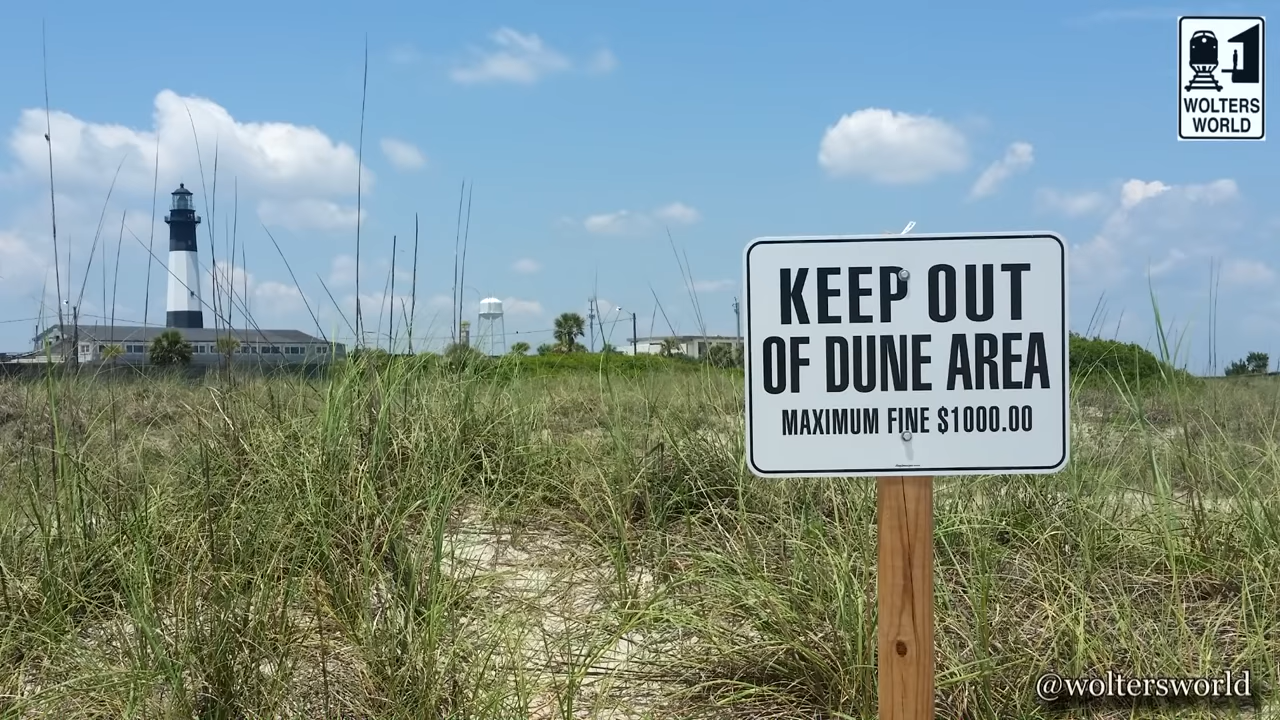 WOLTERS
WORLD
KEEP OUT
OF DUNE AREA
MAXIMUM FINE $1000.00
@woltersworld